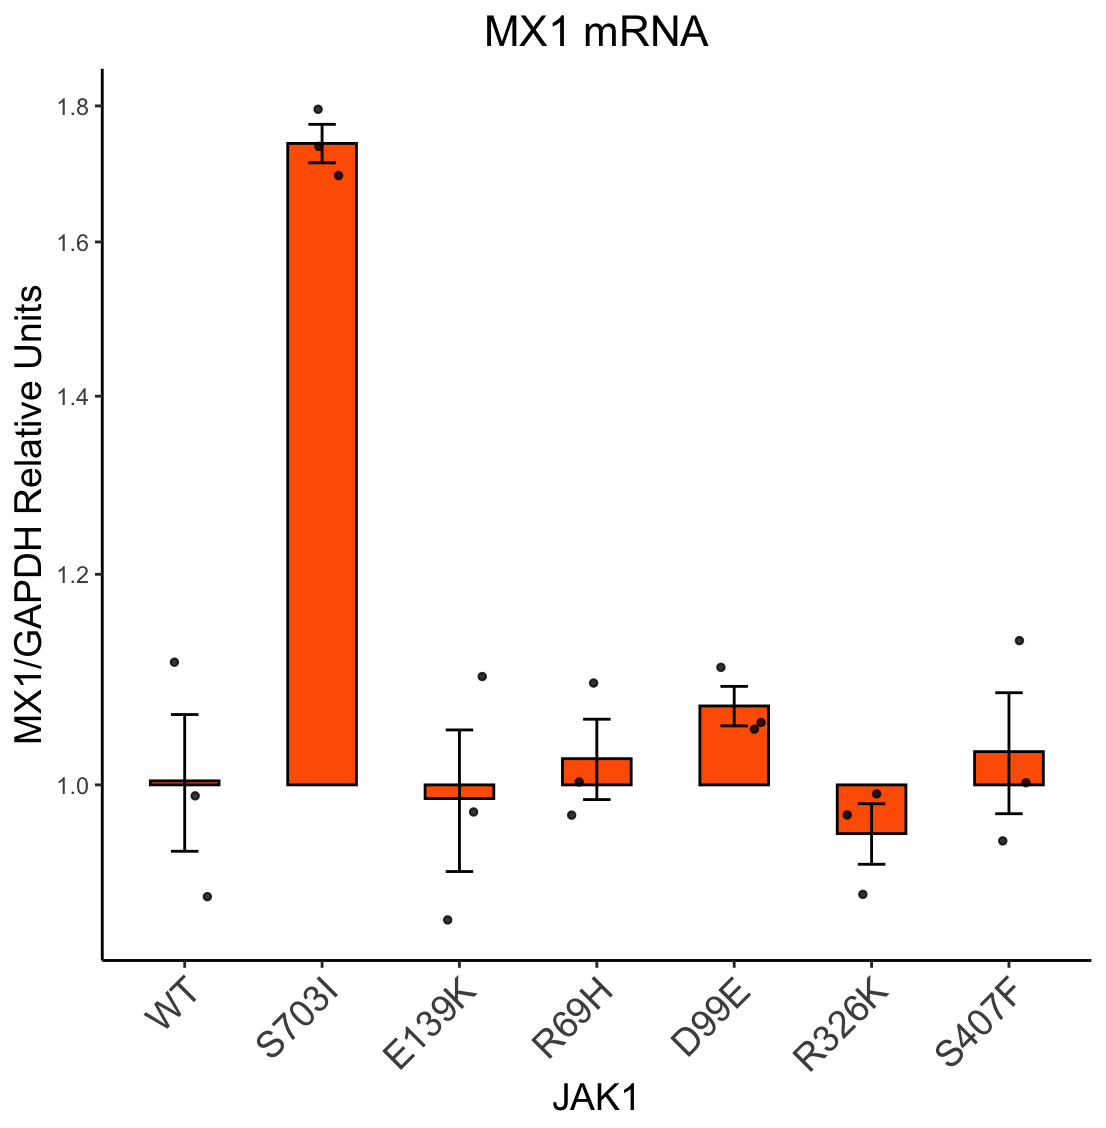 MX1 mRNA
MX1/GAPDH Relative Units
1.8
1.6
1.4
1.2
1.0
WT
S703I
E139K
R69H
D99E
R326K
S407F
JAK1